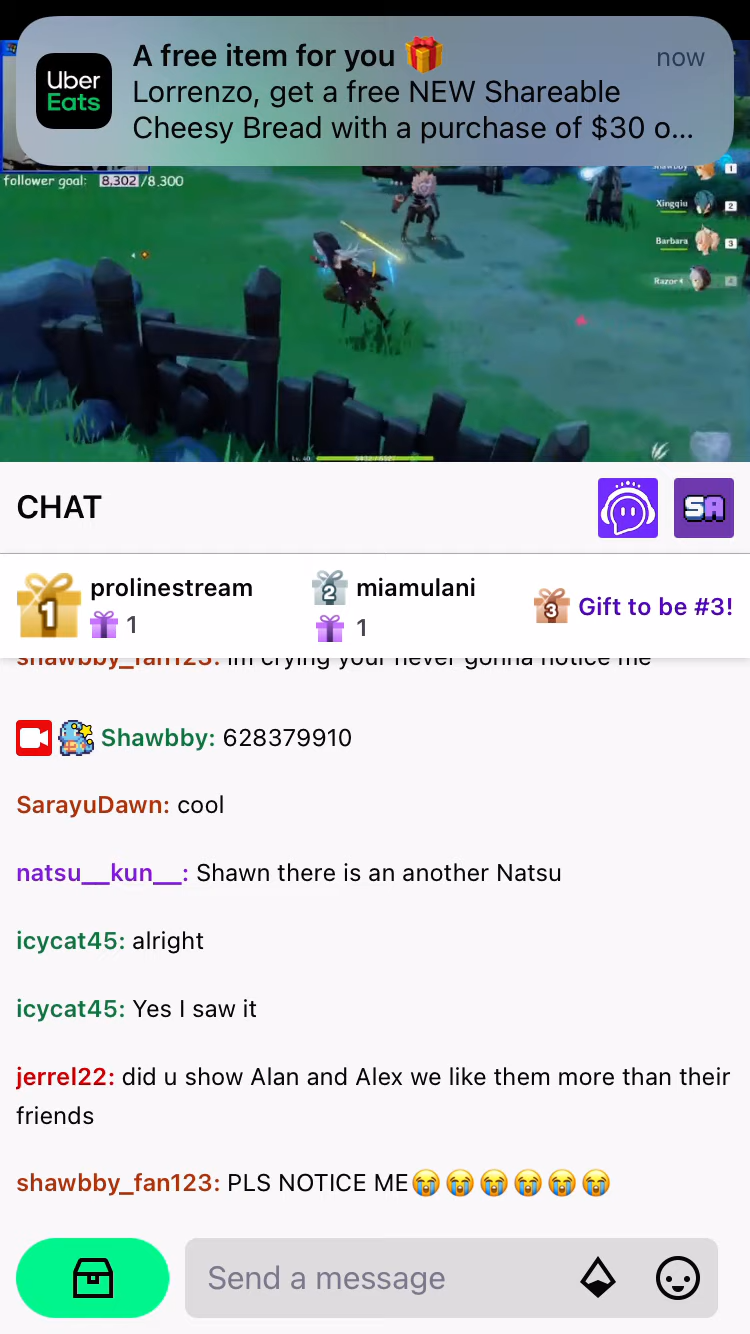 Uber
Eats
A free item for you 🎁
now
Lorrenzo, get a free NEW Shareable
Cheesy Bread with a purchase of $30 o...
follower goal: 8,302/8,300
Shawbby 1
Xingqiu 2
Barbara 3
Razor 4
CHAT
SA
1 prolinestream
1
2 miamulani
1
3 Gift to be #3!
shawbby_fan123: im crying your never gonna notice me
Shawbby: 628379910
SarayuDawn: cool
natsu__kun__: Shawn there is an another Natsu
icycat45: alright
icycat45: Yes I saw it
jerrel22: did u show Alan and Alex we like them more than their
friends
shawbby_fan123: PLS NOTICE ME😭😭😭😭😭😭
Send a message